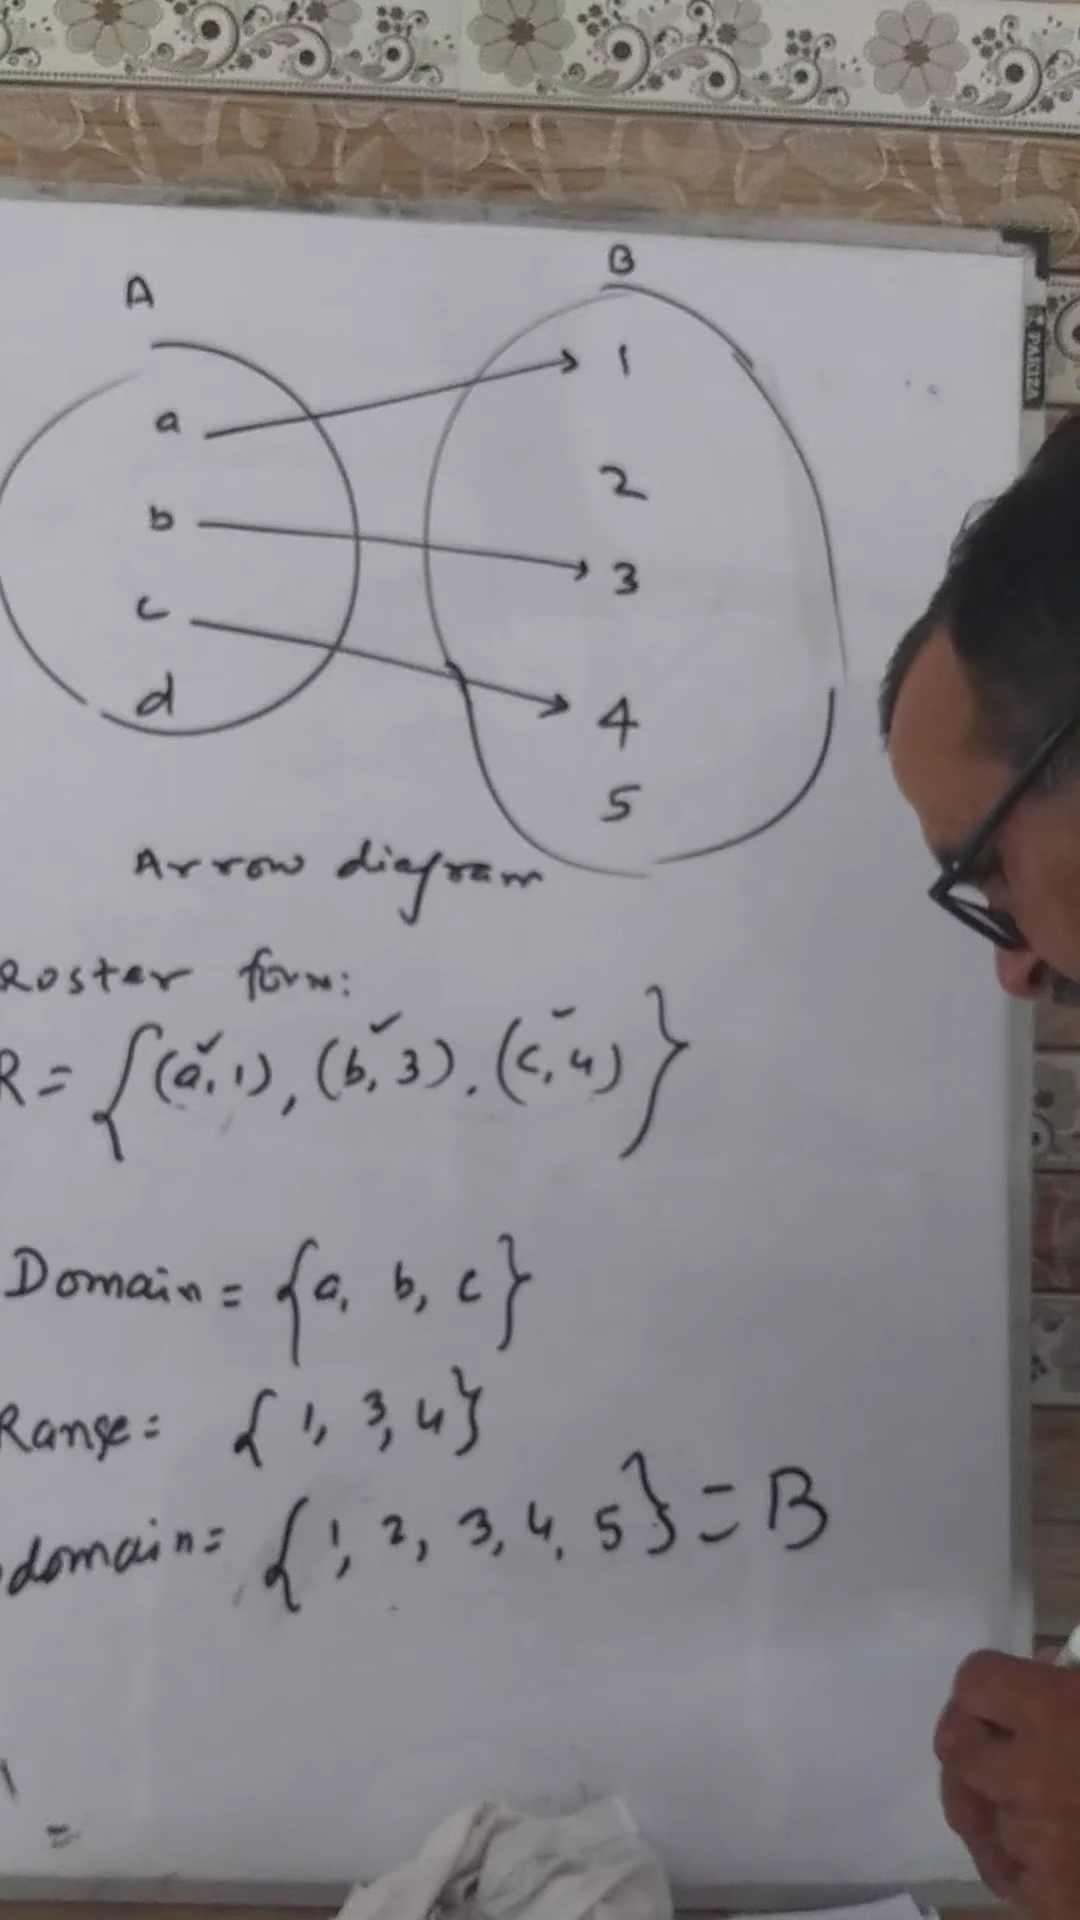 A B
a 1
b 2
c 3
d 4
5
Arrow diagram
Roster form:
R = {(a, 1), (b, 3), (c, 4)}
Domain = {a, b, c}
Range = {1, 3, 4}
domain = {1, 2, 3, 4, 5} = B
=